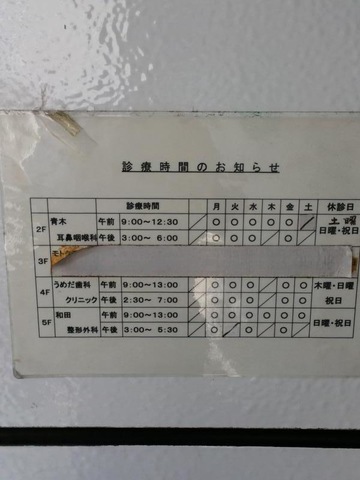 診療時間のお知らせ
診療時間 月 火 水 木 金 土 休診日
2F 青木 午前 9:00～12:30 ／ ○ ○ ○ ○ ○ ／ 土曜
耳鼻咽喉科 午後 3:00～ 6:00 ／ ○ ○ ○ ／ ○ ／ 日曜・祝日
3F
4F うめだ歯科 午前 9:00～13:00 ／ ○ ○ ○ ／ ○ ○ 木曜・日曜
クリニック 午後 2:30～ 7:00 ／ ○ ○ ○ ／ ○ ○ 祝日
5F 和田 午前 9:00～13:00 ／ ○ ○ ○ ○ ○ ○ 日曜・祝日
整形外科 午後 3:00～ 5:30 ／ ○ ／ ○ ／ ○ ／